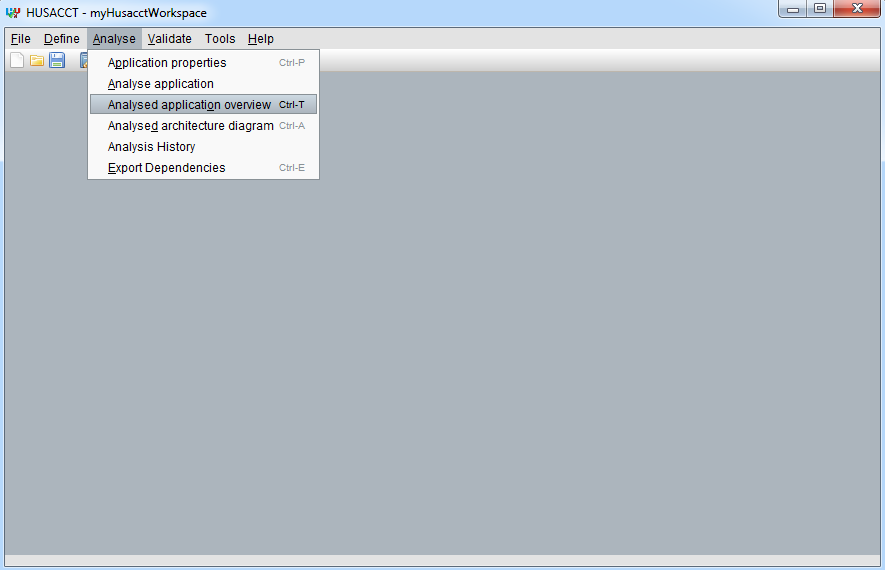 HUSACCT - myHusacctWorkspace
File Define Analyse Validate Tools Help
Application properties Ctrl-P
Analyse application
Analysed application overview Ctrl-T
Analysed architecture diagram Ctrl-A
Analysis History
Export Dependencies Ctrl-E